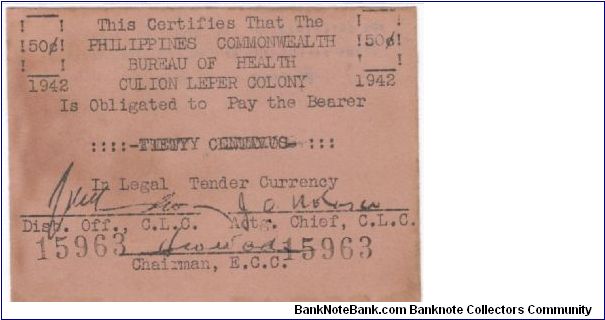 ! ! This Certifies That The ! !
!50¢! PHILIPPINES COMMONWEALTH !50¢!
! ! BUREAU OF HEALTH ! !
1942 CULION LEPER COLONY 1942
Is Obligated to Pay the Bearer
::::- CENTAVOS- :::
In Legal Tender Currency
Disp. Off., C.L.C. Actg. Chief, C.L.C.
15963 15963
Chairman, E.C.C.
BankNoteBank.com Banknote Collectors Community